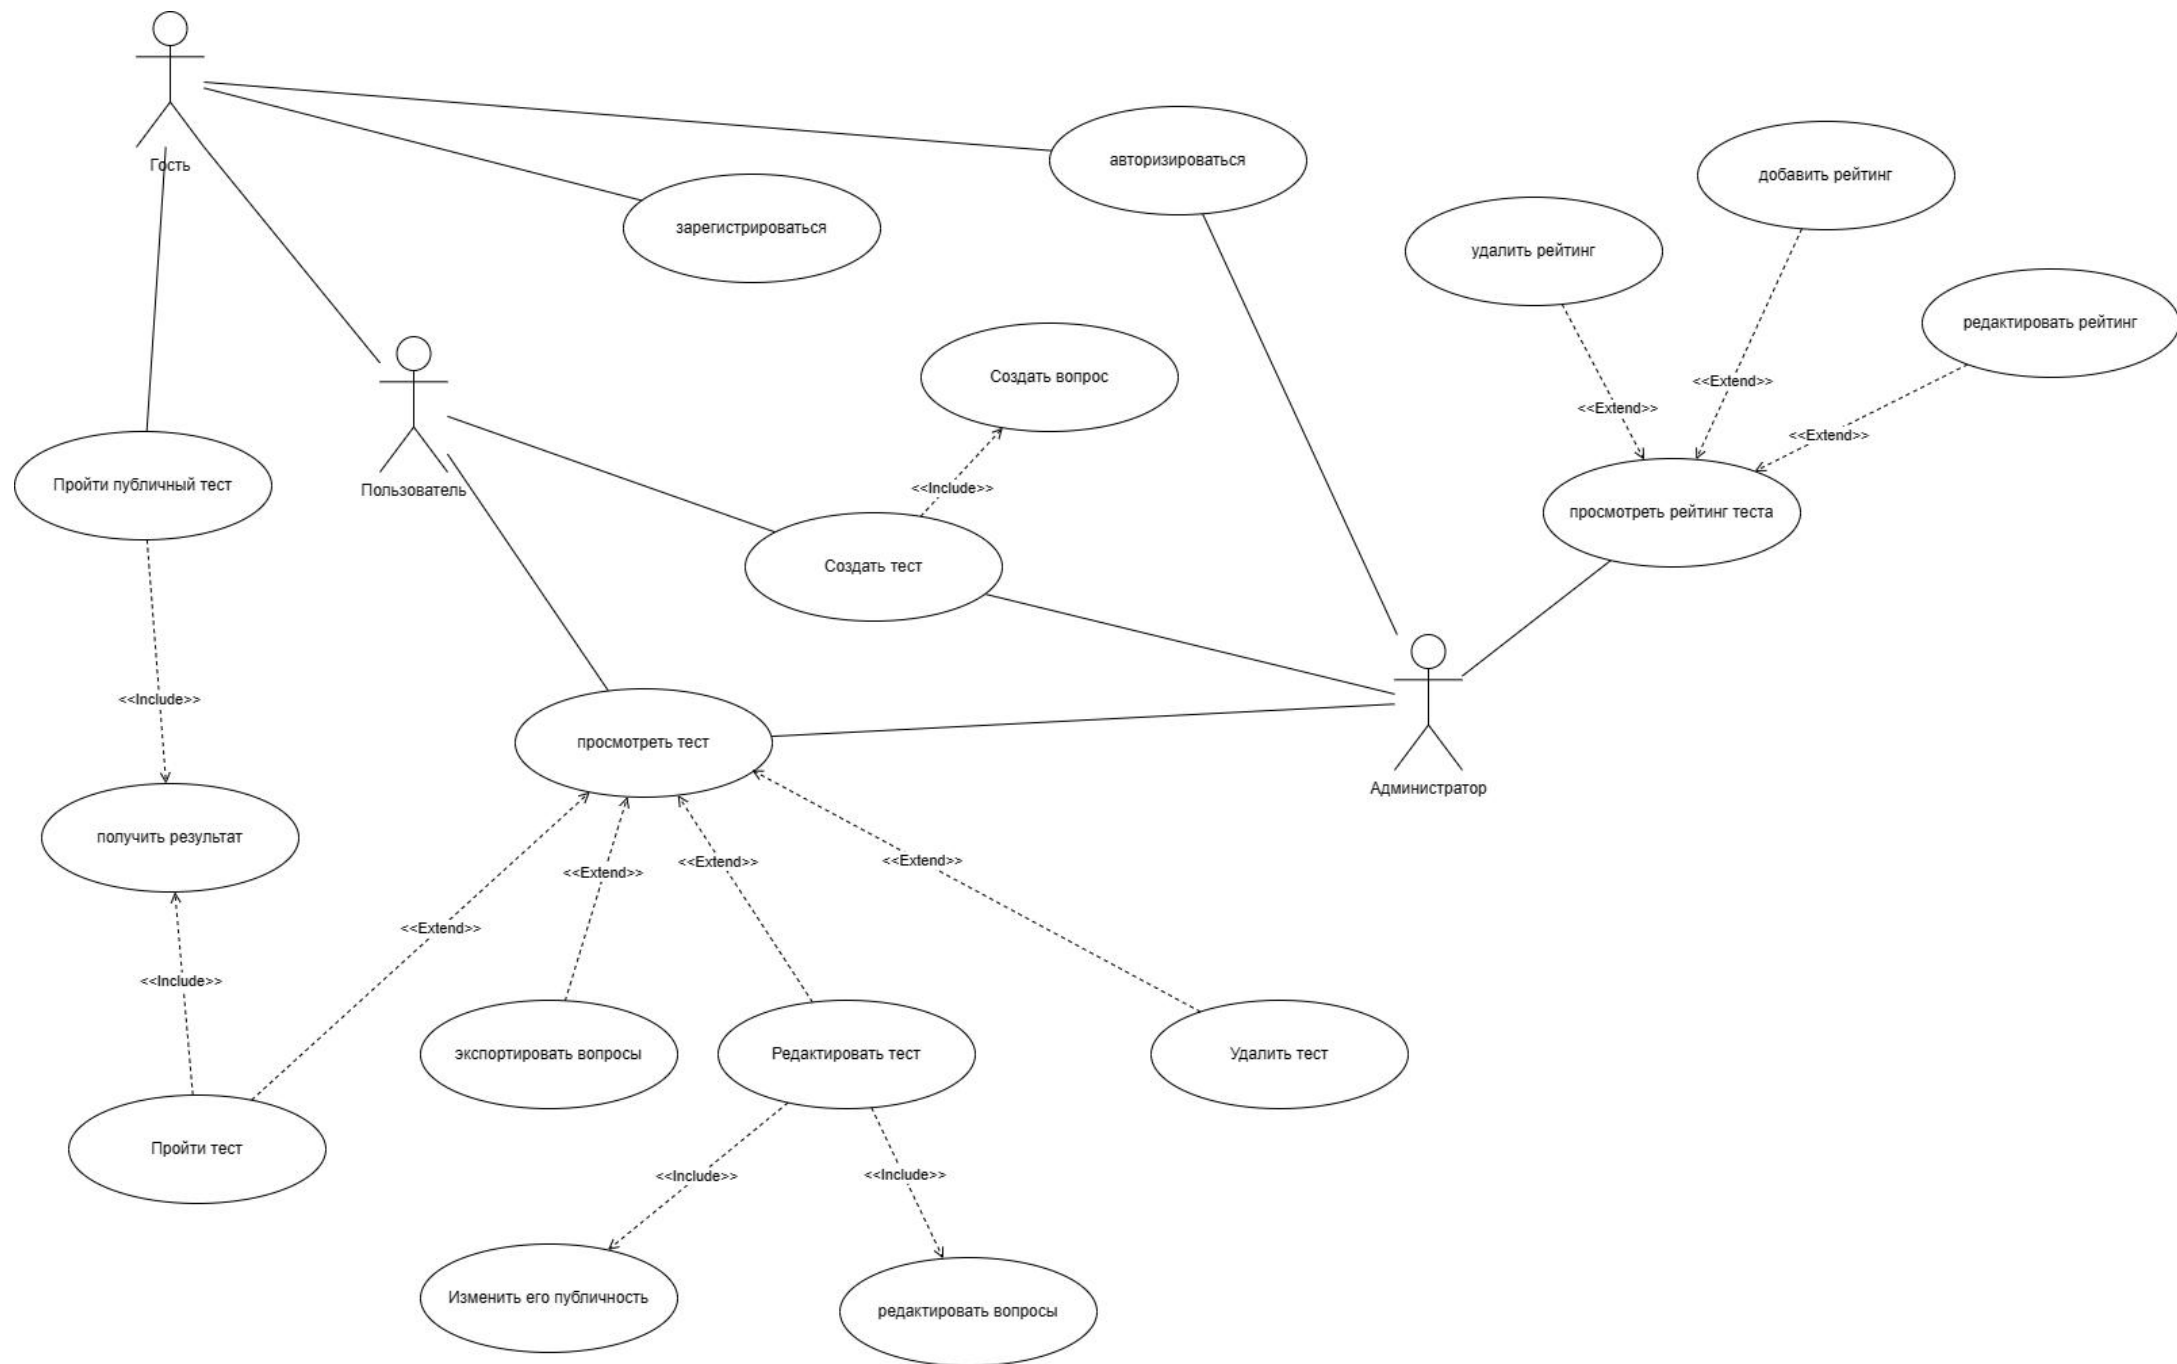 Гость
авторизироваться
добавить рейтинг
зарегистрироваться
удалить рейтинг
редактировать рейтинг
Создать вопрос
<<Extend>>
<<Extend>>
<<Extend>>
Пройти публичный тест
Пользователь
<<Include>>
просмотреть рейтинг теста
Создать тест
<<Include>>
просмотреть тест
Администратор
получить результат
<<Extend>>
<<Extend>>
<<Extend>>
<<Extend>>
<<Include>>
экспортировать вопросы
Редактировать тест
Удалить тест
Пройти тест
<<Include>>
<<Include>>
Изменить его публичность
редактировать вопросы